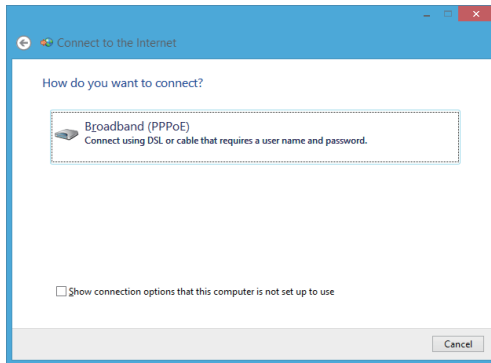 Connect to the Internet
How do you want to connect?
Broadband (PPPoE)
Connect using DSL or cable that requires a user name and password.
Show connection options that this computer is not set up to use
Cancel